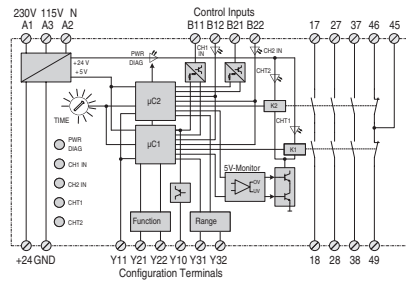 230V 115V N
A1 A3 A2
Control Inputs
B11 B12 B21 B22
17 27 37 46 45
+24 V
+5 V
PWR
DIAG
CH1
IN
CH2 IN
CHT2
TIME
µC2
K2
CHT1
µC1
K1
PWR
DIAG
CH1 IN
CH2 IN
CHT1
CHT2
5V-Monitor
OV
UV
Function
Range
+24 GND
Y11 Y21 Y22 Y10 Y31 Y32
18 28 38 49
Configuration Terminals